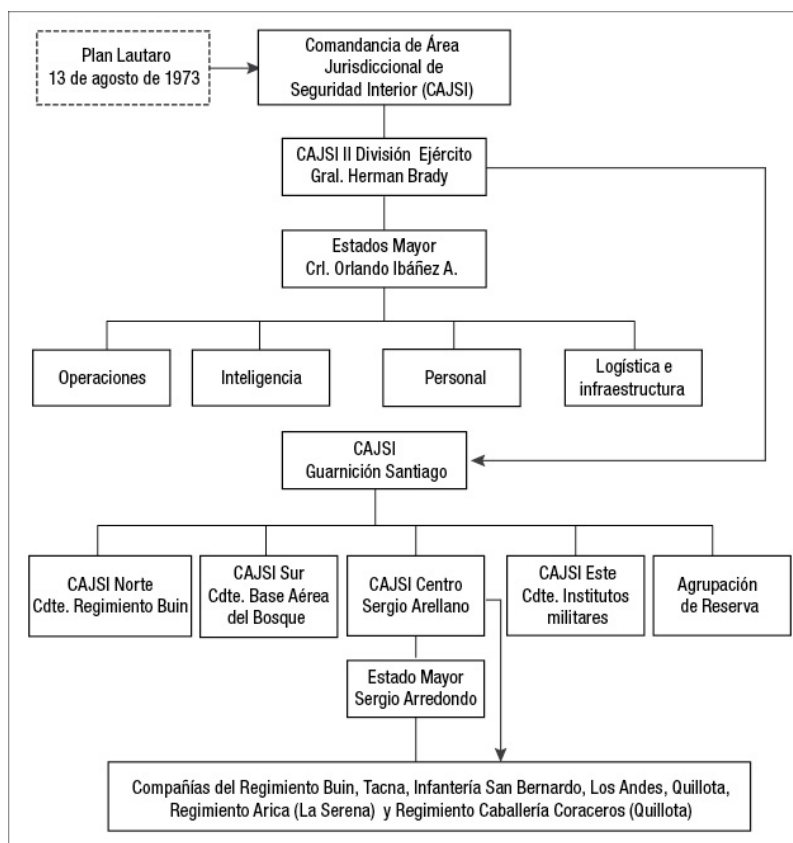 Plan Lautaro
13 de agosto de 1973
Comandancia de Área
Jurisdiccional de
Seguridad Interior (CAJSI)
CAJSI II División Ejército
Gral. Herman Brady
Estados Mayor
Crl. Orlando Ibáñez A.
Operaciones
Inteligencia
Personal
Logística e
infraestructura
CAJSI
Guarnición Santiago
CAJSI Norte
Cdte. Regimiento Buin
CAJSI Sur
Cdte. Base Aérea
del Bosque
CAJSI Centro
Sergio Arellano
CAJSI Este
Cdte. Institutos
militares
Agrupación
de Reserva
Estado Mayor
Sergio Arredondo
Compañías del Regimiento Buin, Tacna, Infantería San Bernardo, Los Andes, Quillota,
Regimiento Arica (La Serena) y Regimiento Caballería Coraceros (Quillota)